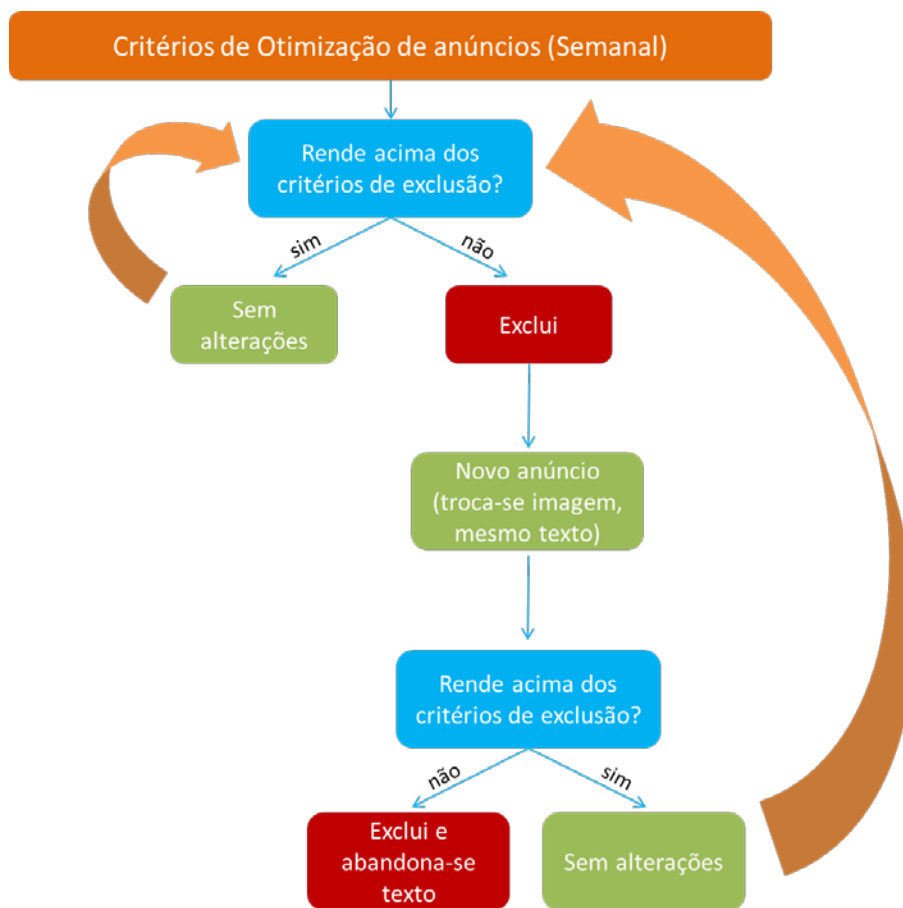 Critérios de Otimização de anúncios (Semanal)
Rende acima dos
critérios de exclusão?
sim
não
Sem
alterações
Exclui
Novo anúncio
(troca-se imagem,
mesmo texto)
Rende acima dos
critérios de exclusão?
não
sim
Exclui e
abandona-se
texto
Sem alterações